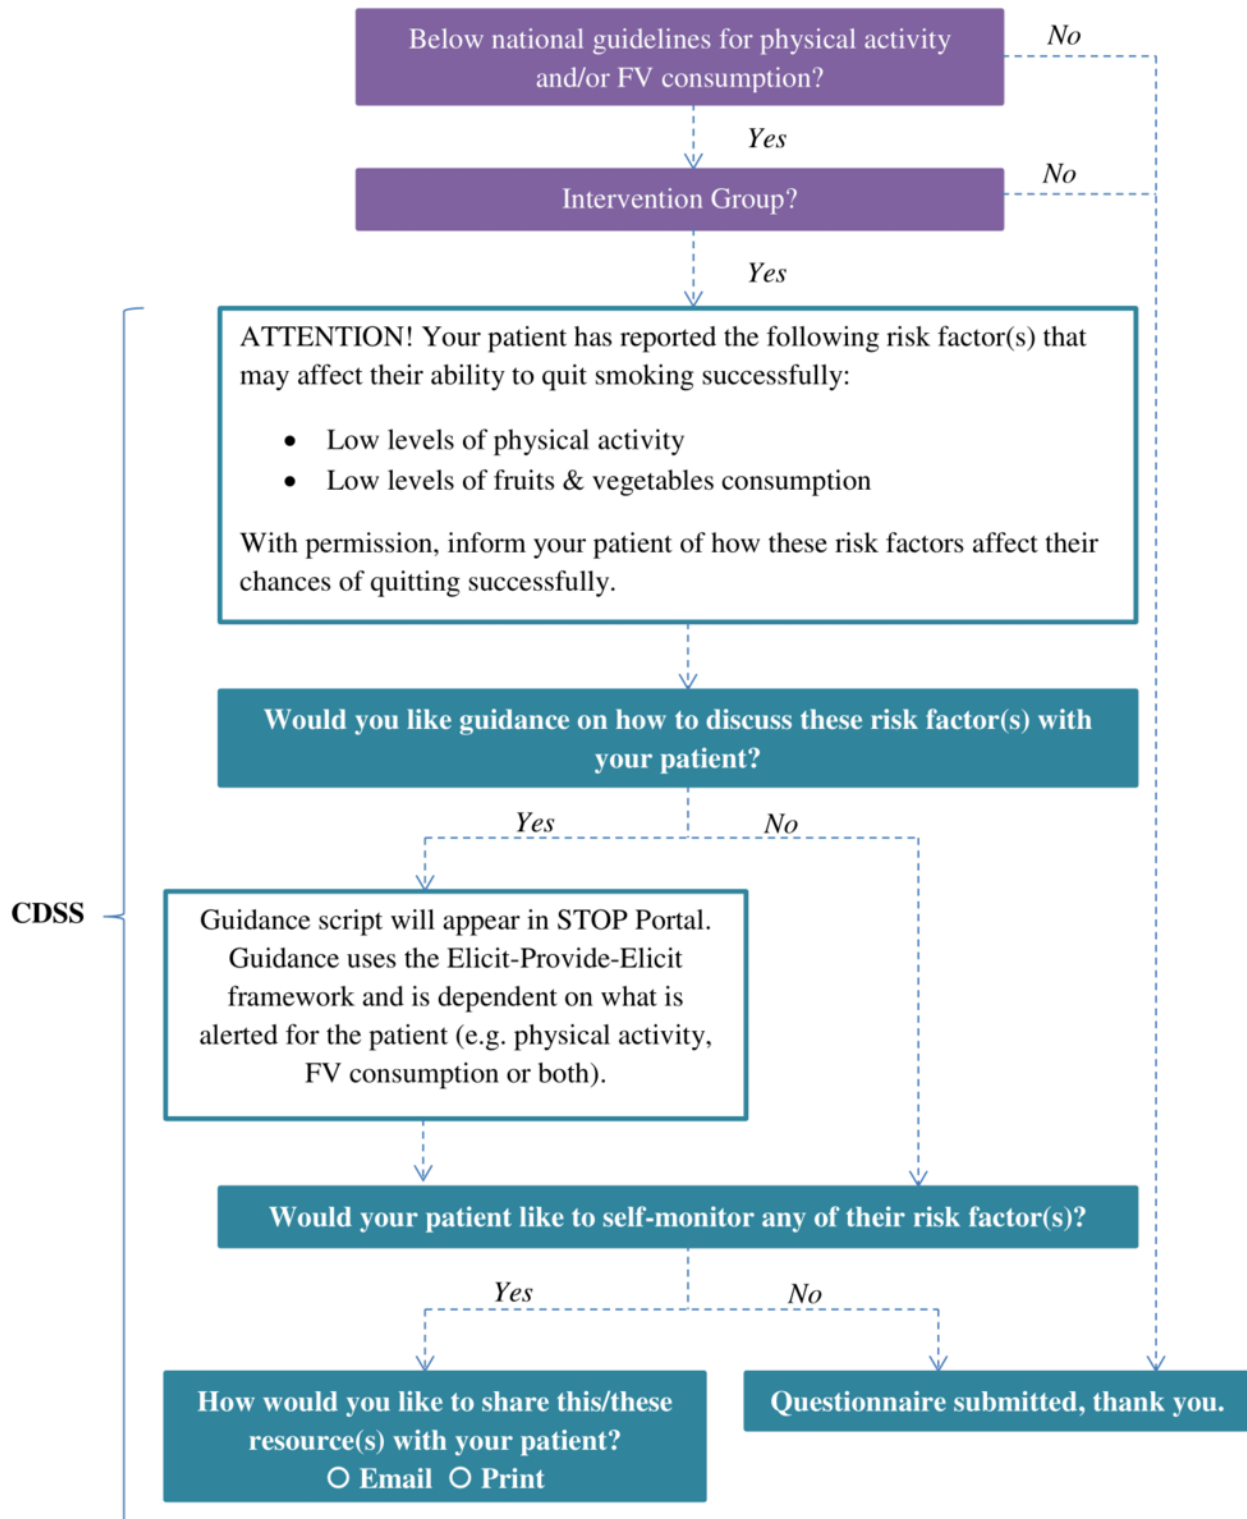 Below national guidelines for physical activity
and/or FV consumption?
No
Yes
Intervention Group?
No
Yes
ATTENTION! Your patient has reported the following risk factor(s) that
may affect their ability to quit smoking successfully:
• Low levels of physical activity
• Low levels of fruits & vegetables consumption
With permission, inform your patient of how these risk factors affect their
chances of quitting successfully.
Would you like guidance on how to discuss these risk factor(s) with
your patient?
Yes
No
CDSS
Guidance script will appear in STOP Portal.
Guidance uses the Elicit-Provide-Elicit
framework and is dependent on what is
alerted for the patient (e.g. physical activity,
FV consumption or both).
Would your patient like to self-monitor any of their risk factor(s)?
Yes
No
How would you like to share this/these
resource(s) with your patient?
O Email O Print
Questionnaire submitted, thank you.